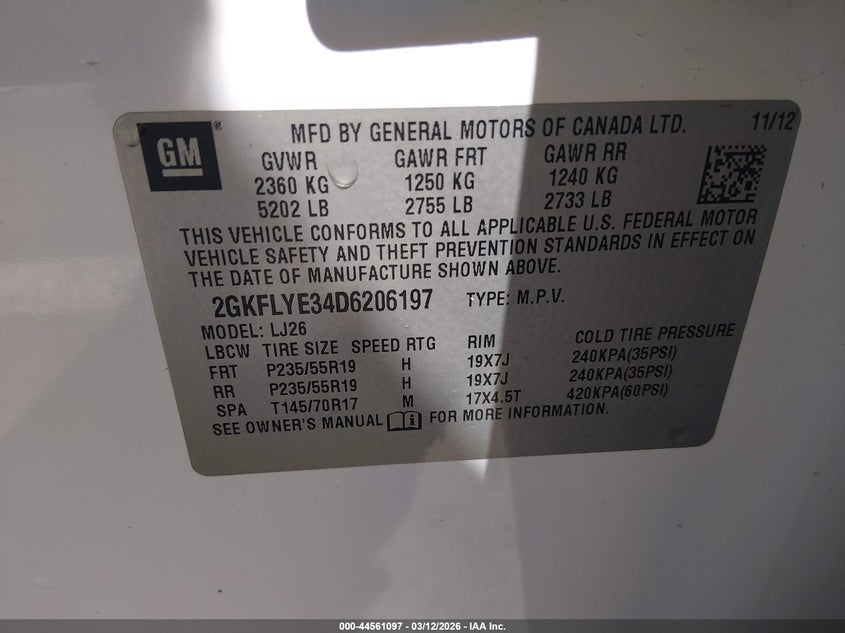 GM ® MFD BY GENERAL MOTORS OF CANADA LTD. 11/12
GVWR GAWR FRT GAWR RR
2360 KG 1250 KG 1240 KG
5202 LB 2755 LB 2733 LB
THIS VEHICLE CONFORMS TO ALL APPLICABLE U.S. FEDERAL MOTOR
VEHICLE SAFETY AND THEFT PREVENTION STANDARDS IN EFFECT ON
THE DATE OF MANUFACTURE SHOWN ABOVE.
2GKFLYE34D6206197 TYPE: M.P.V.
MODEL: LJ26
LBCW TIRE SIZE SPEED RTG RIM COLD TIRE PRESSURE
FRT P235/55R19 H 19X7J 240KPA(35PSI)
RR P235/55R19 H 19X7J 240KPA(35PSI)
SPA T145/70R17 M 17X4.5T 420KPA(60PSI)
SEE OWNER'S MANUAL i FOR MORE INFORMATION.
000-44561097 - 03/12/2026 - IAA Inc.